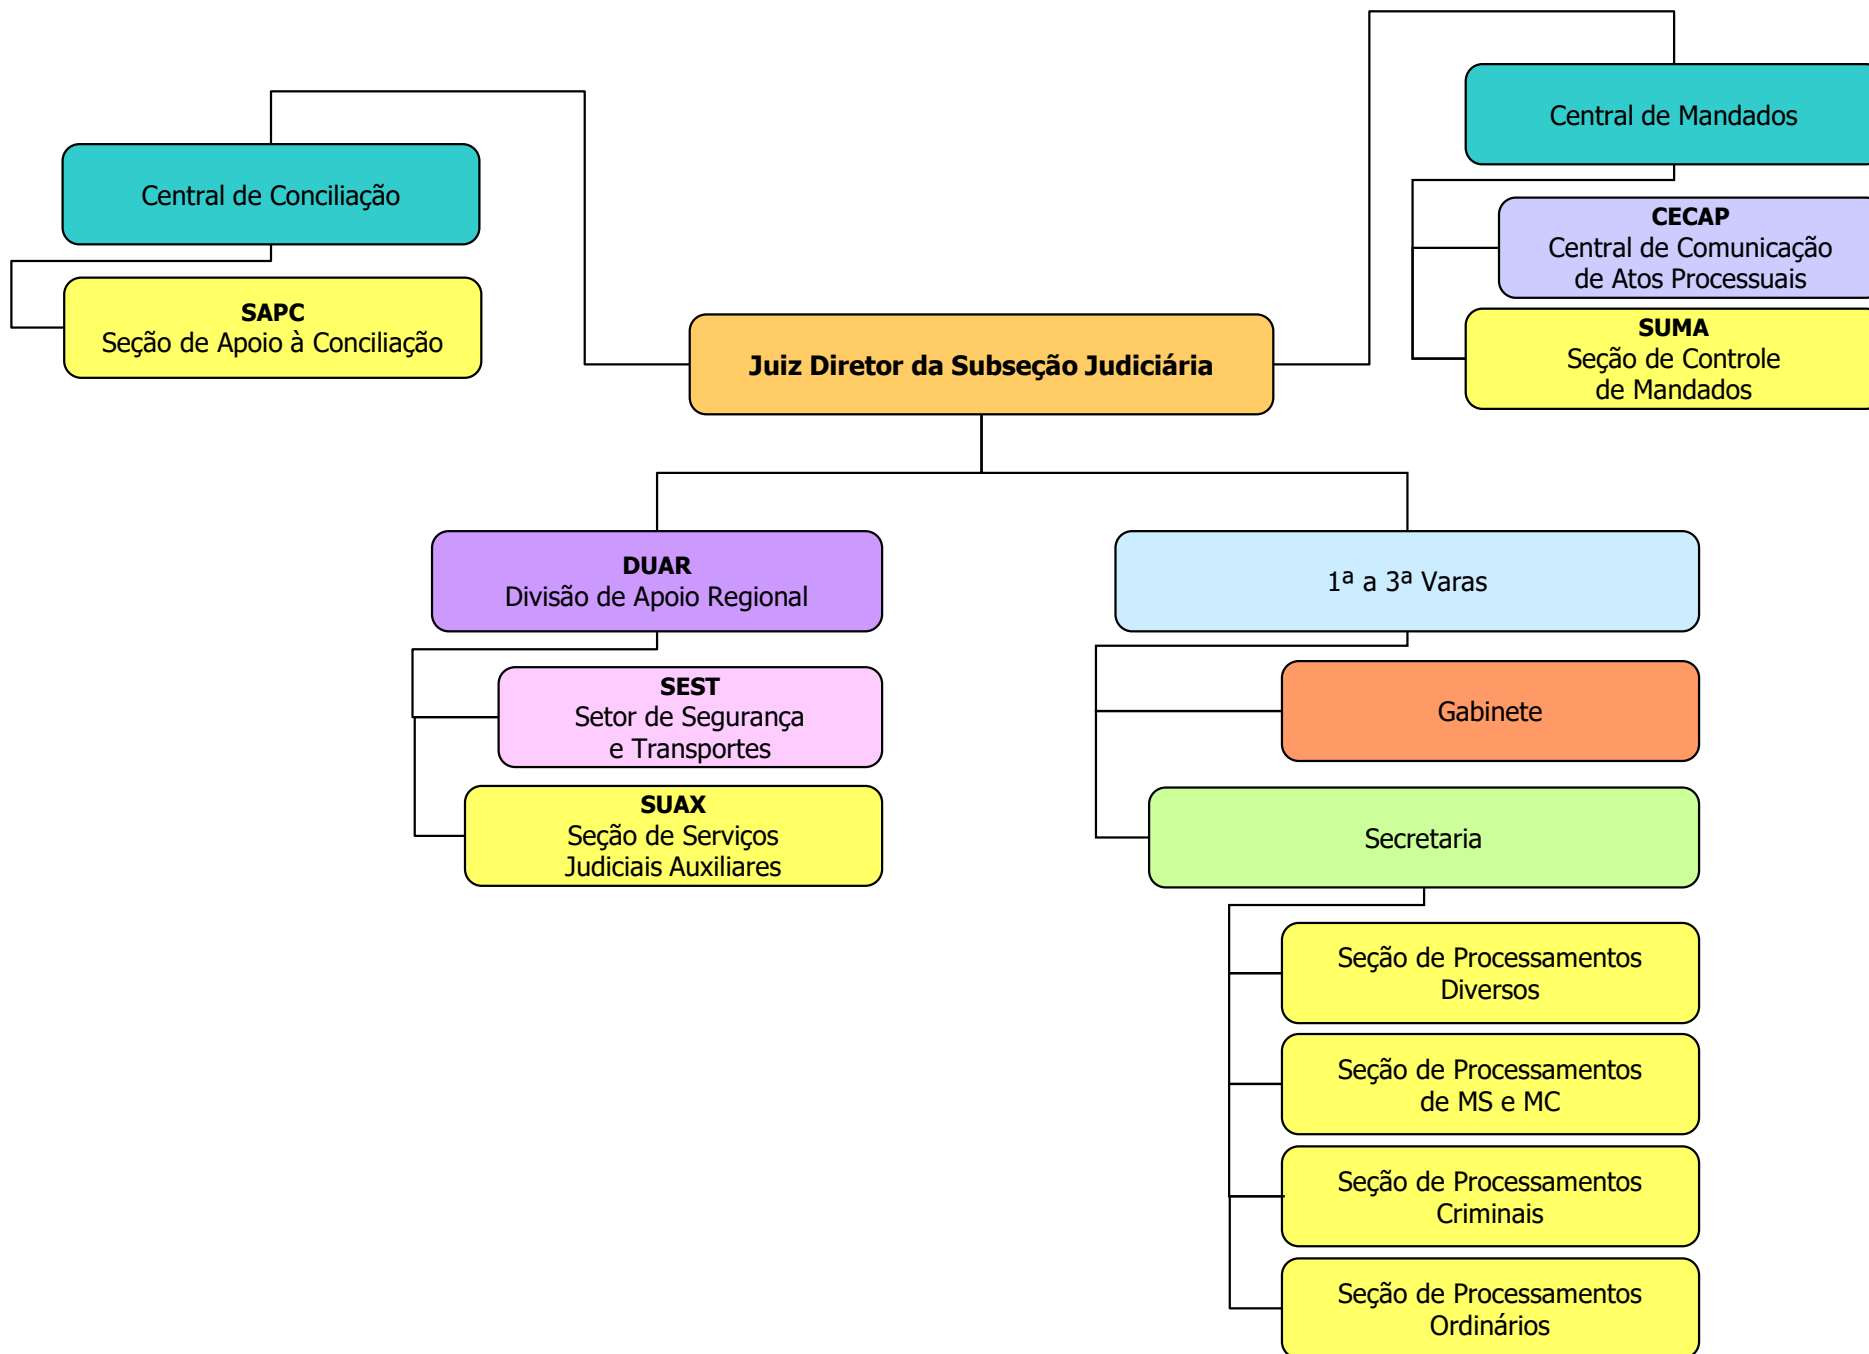 Central de Mandados
Central de Conciliação
CECAP
Central de Comunicação
de Atos Processuais
SAPC
Seção de Apoio à Conciliação
SUMA
Seção de Controle
de Mandados
Juiz Diretor da Subseção Judiciária
DUAR
Divisão de Apoio Regional
1ª a 3ª Varas
SEST
Setor de Segurança
e Transportes
Gabinete
SUAX
Seção de Serviços
Judiciais Auxiliares
Secretaria
Seção de Processamentos
Diversos
Seção de Processamentos
de MS e MC
Seção de Processamentos
Criminais
Seção de Processamentos
Ordinários